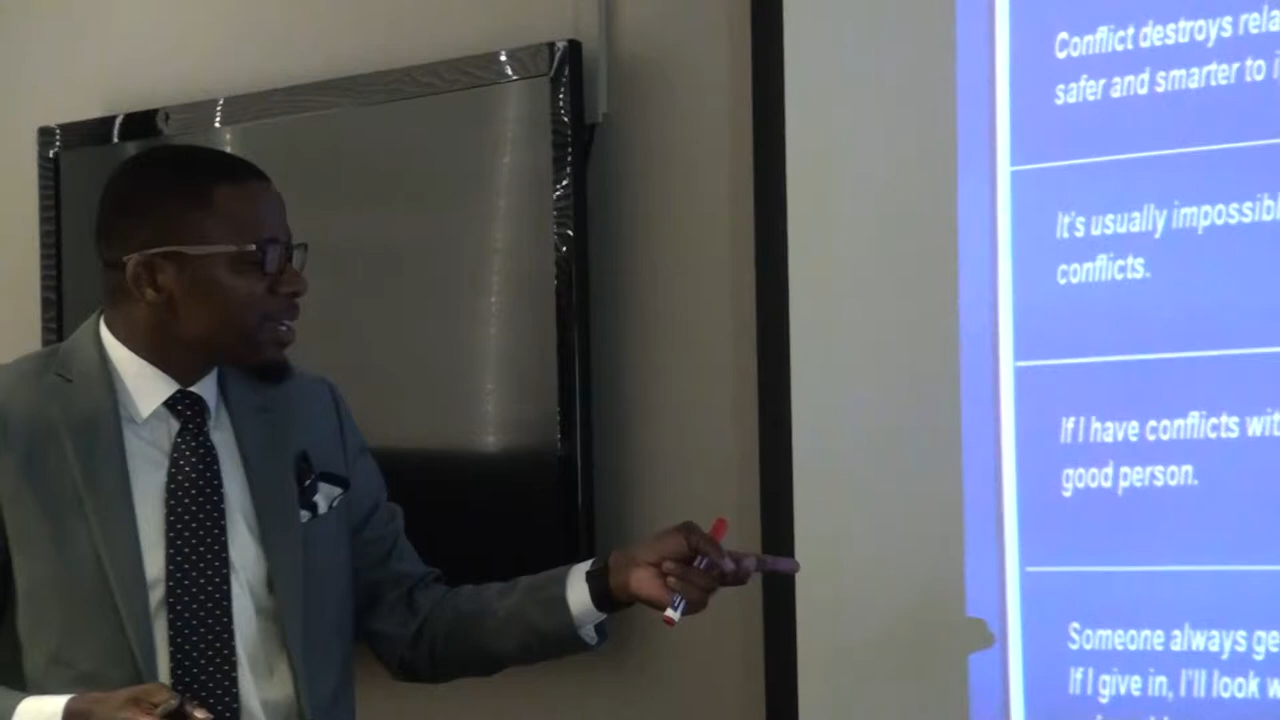 Conflict destroys rela
safer and smarter to i
It's usually impossibl
conflicts.
If I have conflicts wit
good person.
Someone always ge
If I give in, I'll look w